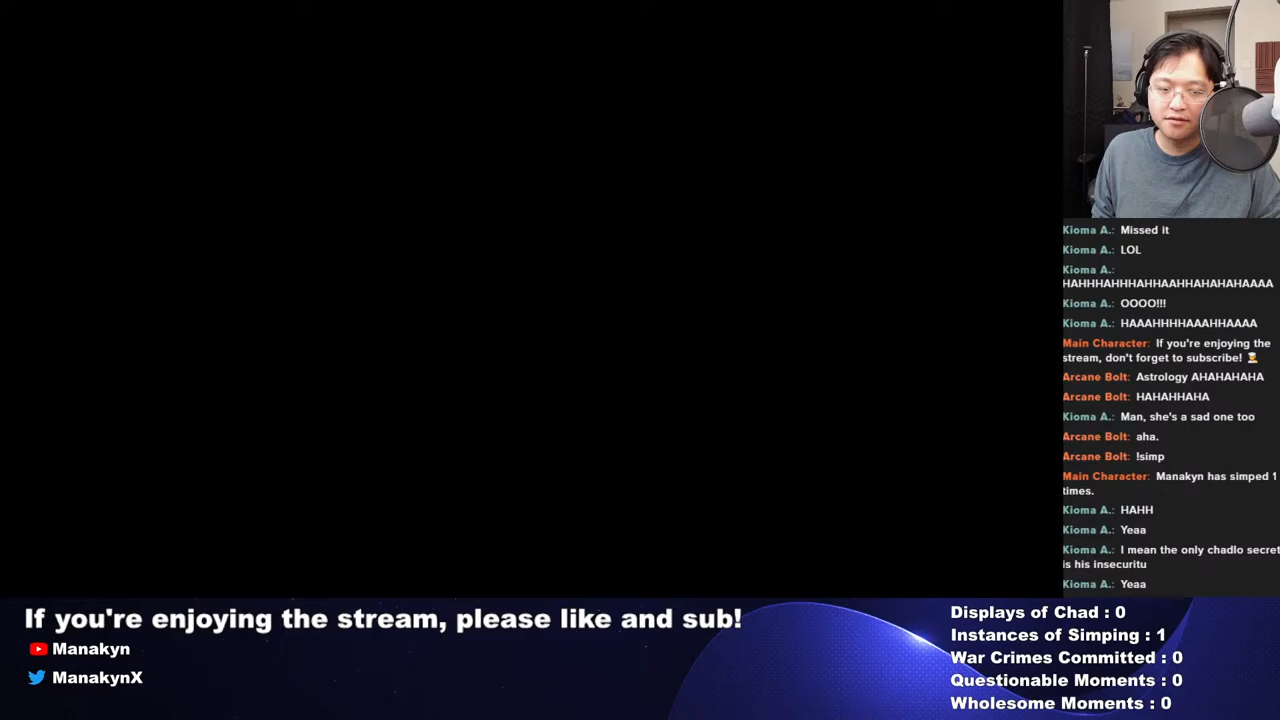 Kioma A.: Missed it
Kioma A.: LOL
Kioma A.:
HAHHHAHHHAHHAAHHAHAHAHAAAA
Kioma A.: OOOO!!!
Kioma A.: HAAAHHHHAAAHHAAAA
Main Character: If you're enjoying the
stream, don't forget to subscribe!
Arcane Bolt: Astrology AHAHAHAHA
Arcane Bolt: HAHAHHAHA
Kioma A.: Man, she's a sad one too
Arcane Bolt: aha.
Arcane Bolt: !simp
Main Character: Manakyn has simped 1
times.
Kioma A.: HAHH
Kioma A.: Yeaa
Kioma A.: I mean the only chadlo secret
is his insecuritu
Kioma A.: Yeaa
If you're enjoying the stream, please like and sub!
Manakyn
ManakynX
Displays of Chad : 0
Instances of Simping : 1
War Crimes Committed : 0
Questionable Moments : 0
Wholesome Moments : 0